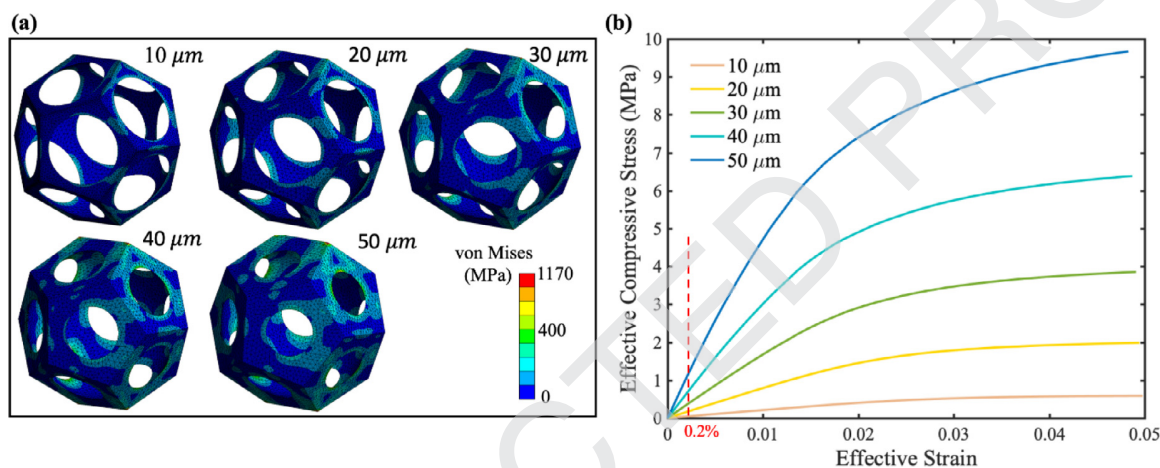 (a)
10 μm
20 μm
30 μm
40 μm
50 μm
von Mises
(MPa)
1170
400
0
(b)
Effective Compressive Stress (MPa)
10
9
8
7
6
5
4
3
2
1
0
10 μm
20 μm
30 μm
40 μm
50 μm
0.2%
0
0.01
0.02
0.03
0.04
0.05
Effective Strain
CTED PRO